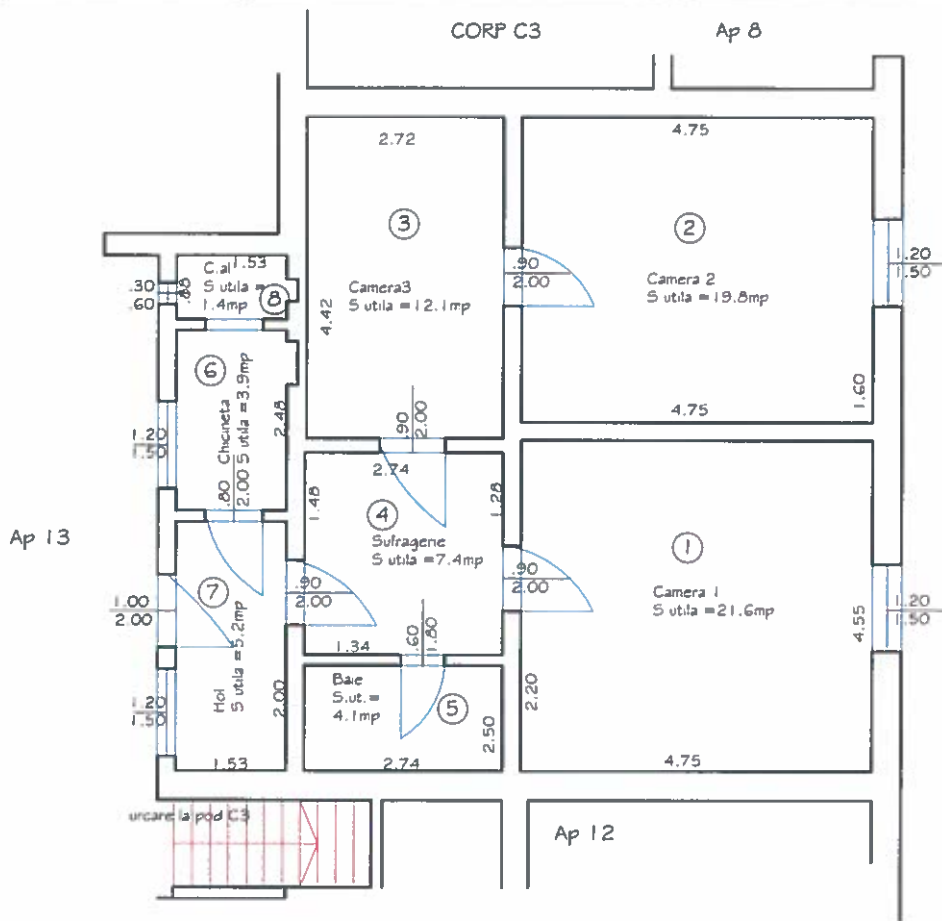 CORP C3
Ap 8
2.72
4.75
3
2
Camera3
S utila =12.1mp
4.42
.90
2.00
Camera 2
S utila =19.8mp
1.20
1.50
1.60
4.75
C.al
1.53
S utila =
1.4mp
8
.30
.60
.88
6
Chicineta
S utila =3.9mp
2.48
1.20
1.50
.80
2.00
.90
2.00
2.74
1.48
1.28
4
Sufragerie
S utila =7.4mp
.90
2.00
.90
2.00
1.34
.60
1.80
Ap 13
1.00
2.00
7
Hol
S utila =5.2mp
2.00
1.20
1.50
1.53
Baie
S.ut.=
4.1mp
5
2.50
2.74
1
Camera 1
S utila =21.6mp
4.55
1.20
1.50
2.20
4.75
urcare la pod C3
Ap 12